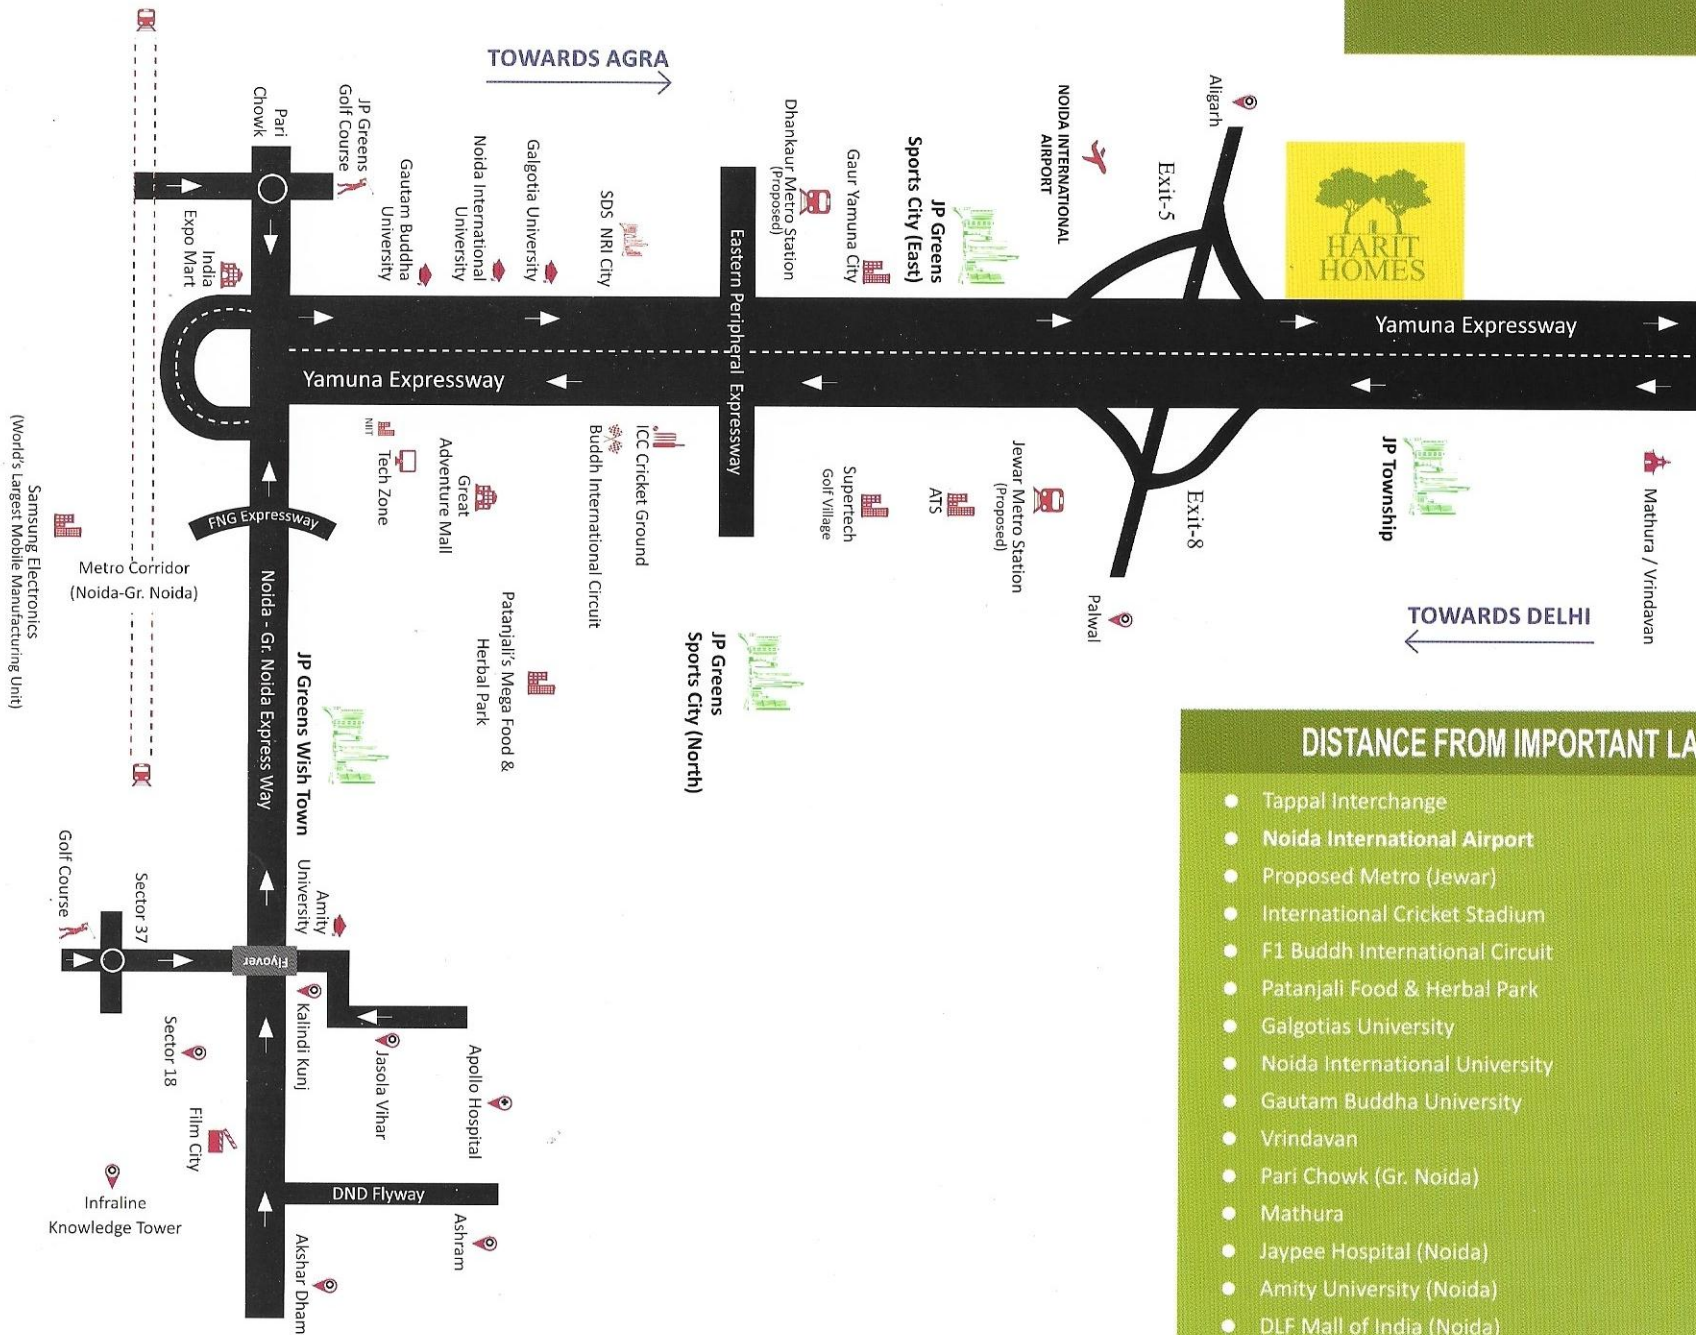 TOWARDS AGRA
Pari
Chowk
JP Greens
Golf Course
Gautam Buddha
University
Noida International
University
Galgotia University
SDS NRI City
India
Expo Mart
Eastern Peripheral Expressway
Dhankaur Metro Station
(Proposed)
Gaur Yamuna City
JP Greens
Sports City (East)
NOIDA INTERNATIONAL
AIRPORT
Aligarh
Exit-5
HARIT
HOMES
Yamuna Expressway
Yamuna Expressway
Tech Zone
Great
Adventure Mall
ICC Cricket Ground
Buddh International Circuit
Supertech
Golf Village
ATS
Jewar Metro Station
(Proposed)
Exit-8
Palwal
JP Township
Mathura / Vrindavan
TOWARDS DELHI
Samsung Electronics
(World's Largest Mobile Manufacturing Unit)
Metro Corridor
(Noida-Gr. Noida)
FNG Expressway
Noida - Gr. Noida Express Way
JP Greens Wish Town
Patanjali's Mega Food &
Herbal Park
JP Greens
Sports City (North)
Golf Course
Sector 37
Amity
University
Flyover
Kalindi Kunj
Jasola Vihar
Apollo Hospital
Sector 18
Film City
Infraline
Knowledge Tower
DND Flyway
Ashram
Akshar Dham
DISTANCE FROM IMPORTANT LA
Tappal Interchange
Noida International Airport
Proposed Metro (Jewar)
International Cricket Stadium
F1 Buddh International Circuit
Patanjali Food & Herbal Park
Galgotias University
Noida International University
Gautam Buddha University
Vrindavan
Pari Chowk (Gr. Noida)
Mathura
Jaypee Hospital (Noida)
Amity University (Noida)
DLF Mall of India (Noida)